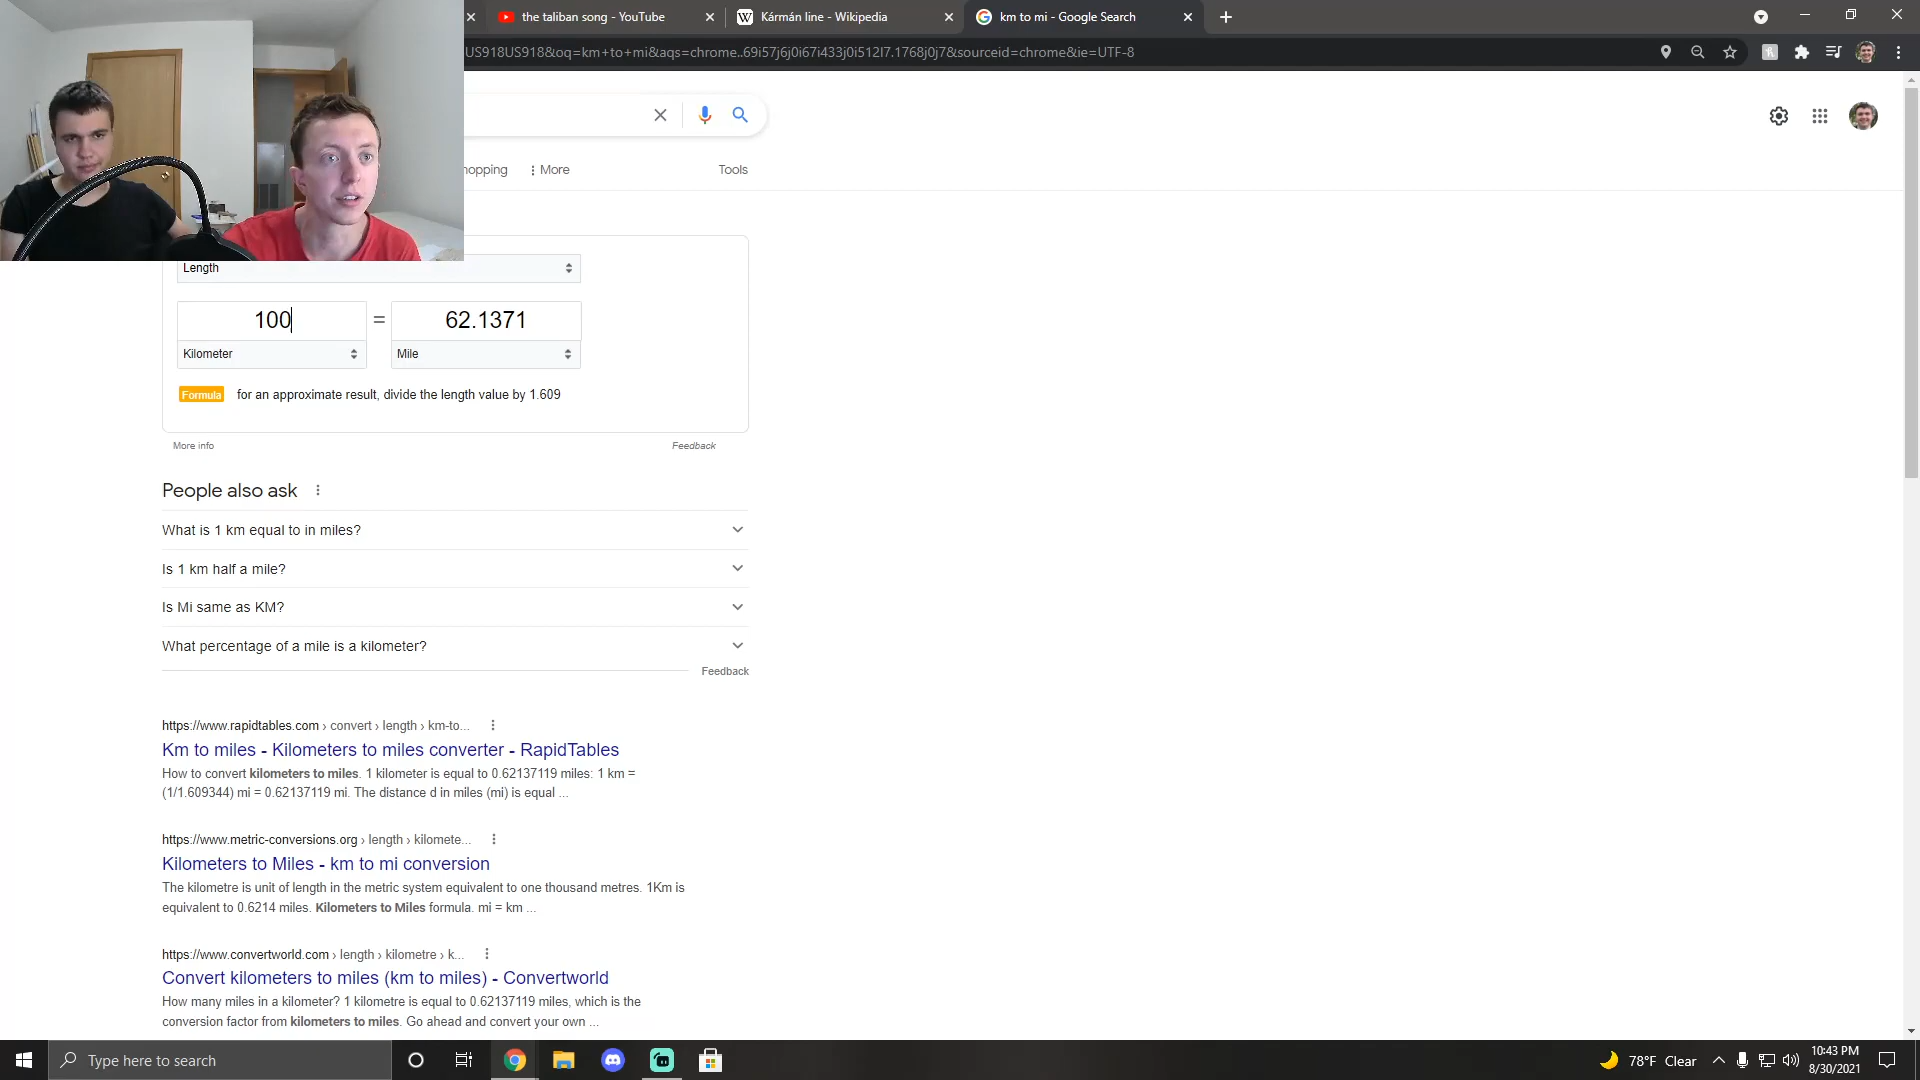 the taliban song - YouTube
Kármán line - Wikipedia
km to mi - Google Search
US918US918&oq=km+to+mi&aqs=chrome..69i57j6j0i67i433j0i512l7.1768j0j7&sourceid=chrome&ie=UTF-8
hopping
More
Tools
Length
100 = 62.1371
Kilometer
Mile
Formula for an approximate result, divide the length value by 1.609
More info
Feedback
People also ask
What is 1 km equal to in miles?
Is 1 km half a mile?
Is Mi same as KM?
What percentage of a mile is a kilometer?
Feedback
https://www.rapidtables.com › convert › length › km-to...
Km to miles - Kilometers to miles converter - RapidTables
How to convert kilometers to miles. 1 kilometer is equal to 0.62137119 miles: 1 km =
(1/1.609344) mi = 0.62137119 mi. The distance d in miles (mi) is equal ...
https://www.metric-conversions.org › length › kilomete...
Kilometers to Miles - km to mi conversion
The kilometre is unit of length in the metric system equivalent to one thousand metres. 1Km is
equivalent to 0.6214 miles. Kilometers to Miles formula. mi = km ...
https://www.convertworld.com › length › kilometre › k...
Convert kilometers to miles (km to miles) - Convertworld
How many miles in a kilometer? 1 kilometre is equal to 0.62137119 miles, which is the
conversion factor from kilometers to miles. Go ahead and convert your own ...
Type here to search
78°F Clear
10:43 PM
8/30/2021